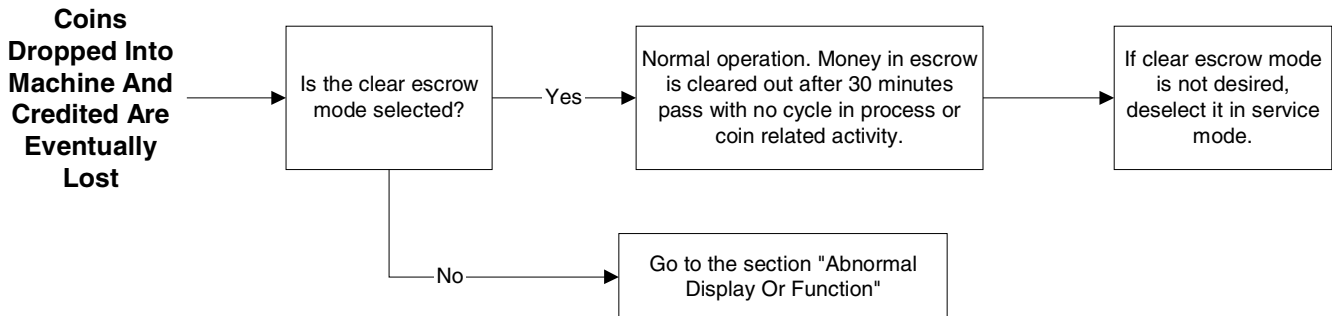 Coins
Dropped Into
Machine And
Credited Are
Eventually
Lost
Is the clear escrow
mode selected?
Yes
Normal operation. Money in escrow
is cleared out after 30 minutes
pass with no cycle in process or
coin related activity.
If clear escrow mode
is not desired,
deselect it in service
mode.
No
Go to the section "Abnormal
Display Or Function"